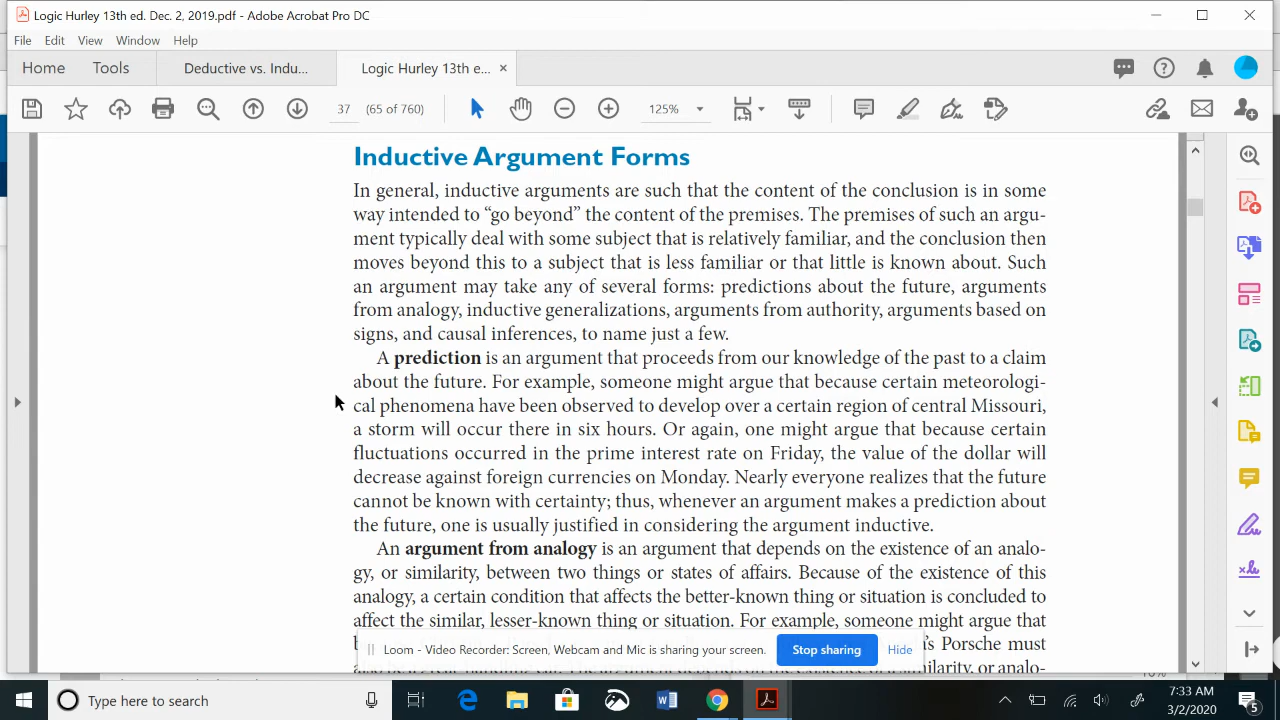 Logic Hurley 13th ed. Dec. 2, 2019.pdf - Adobe Acrobat Pro DC
File Edit View Window Help
Home Tools Deductive vs. Indu... Logic Hurley 13th e... ×
37 (65 of 760) 125%
Inductive Argument Forms
In general, inductive arguments are such that the content of the conclusion is in some
way intended to “go beyond” the content of the premises. The premises of such an argu-
ment typically deal with some subject that is relatively familiar, and the conclusion then
moves beyond this to a subject that is less familiar or that little is known about. Such
an argument may take any of several forms: predictions about the future, arguments
from analogy, inductive generalizations, arguments from authority, arguments based on
signs, and causal inferences, to name just a few.
A prediction is an argument that proceeds from our knowledge of the past to a claim
about the future. For example, someone might argue that because certain meteorologi-
cal phenomena have been observed to develop over a certain region of central Missouri,
a storm will occur there in six hours. Or again, one might argue that because certain
fluctuations occurred in the prime interest rate on Friday, the value of the dollar will
decrease against foreign currencies on Monday. Nearly everyone realizes that the future
cannot be known with certainty; thus, whenever an argument makes a prediction about
the future, one is usually justified in considering the argument inductive.
An argument from analogy is an argument that depends on the existence of an analo-
gy, or similarity, between two things or states of affairs. Because of the existence of this
analogy, a certain condition that affects the better-known thing or situation is concluded to
affect the similar, lesser-known thing or situation. For example, someone might argue that
's Porsche must
Loom - Video Recorder: Screen, Webcam and Mic is sharing your screen. Stop sharing Hide
or analo-
Type here to search
7:33 AM
3/2/2020
5